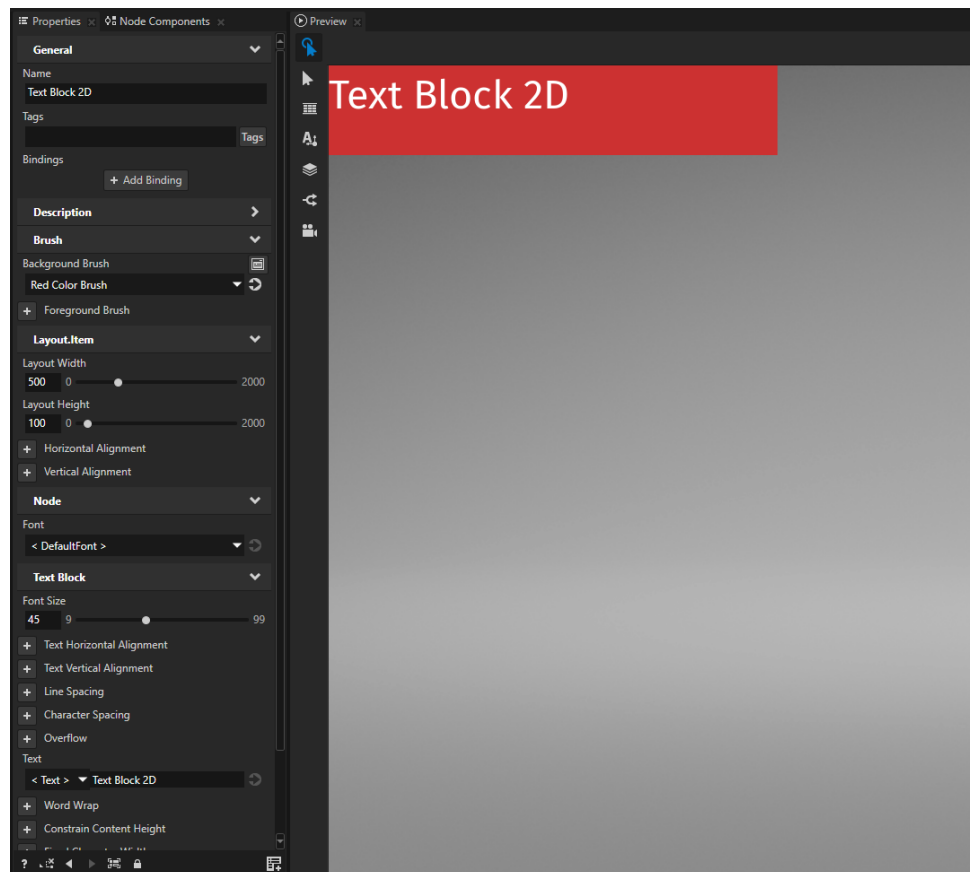 Properties
Node Components
Preview
General
Name
Text Block 2D
Tags
Tags
Bindings
+ Add Binding
Description
Brush
Background Brush
Red Color Brush
+ Foreground Brush
Layout.Item
Layout Width
500 0 2000
Layout Height
100 0 2000
+ Horizontal Alignment
+ Vertical Alignment
Node
Font
< DefaultFont >
Text Block
Font Size
45 9 99
+ Text Horizontal Alignment
+ Text Vertical Alignment
+ Line Spacing
+ Character Spacing
+ Overflow
Text
< Text > Text Block 2D
+ Word Wrap
+ Constrain Content Height
?
Text Block 2D